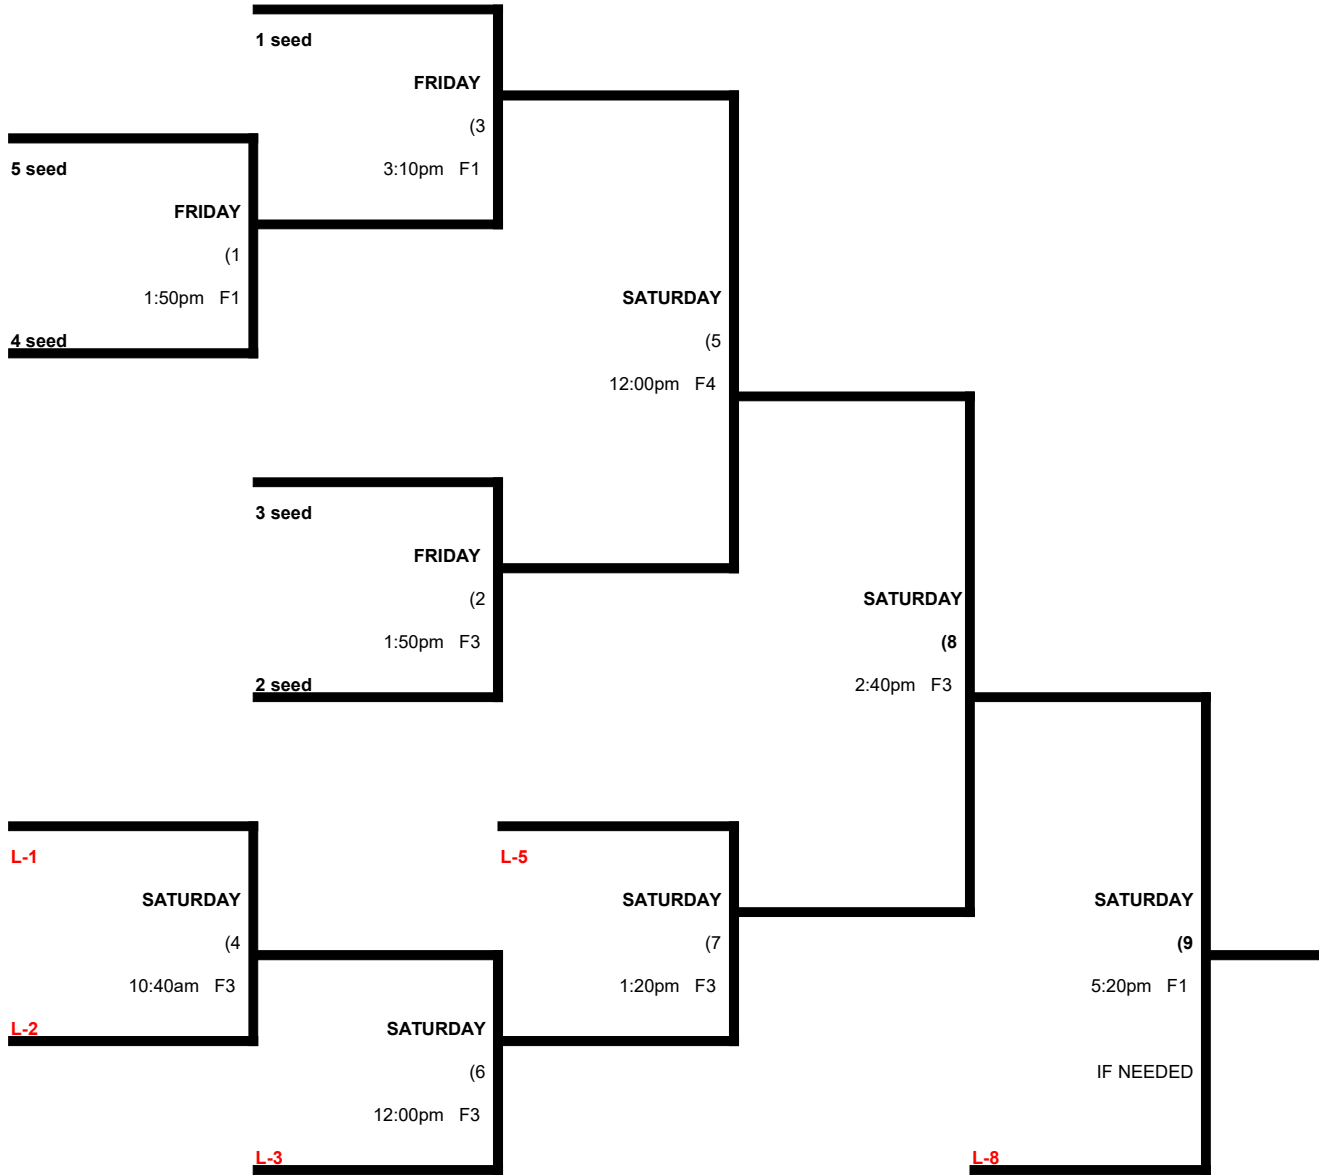 1 seed
FRIDAY
(3
3:10pm F1
5 seed
FRIDAY
(1
1:50pm F1
4 seed
SATURDAY
(5
12:00pm F4
3 seed
FRIDAY
(2
1:50pm F3
2 seed
SATURDAY
(8
2:40pm F3
L-1
SATURDAY
(4
10:40am F3
L-2
L-5
SATURDAY
(7
1:20pm F3
SATURDAY
(6
12:00pm F3
L-3
SATURDAY
(9
5:20pm F1
IF NEEDED
L-8